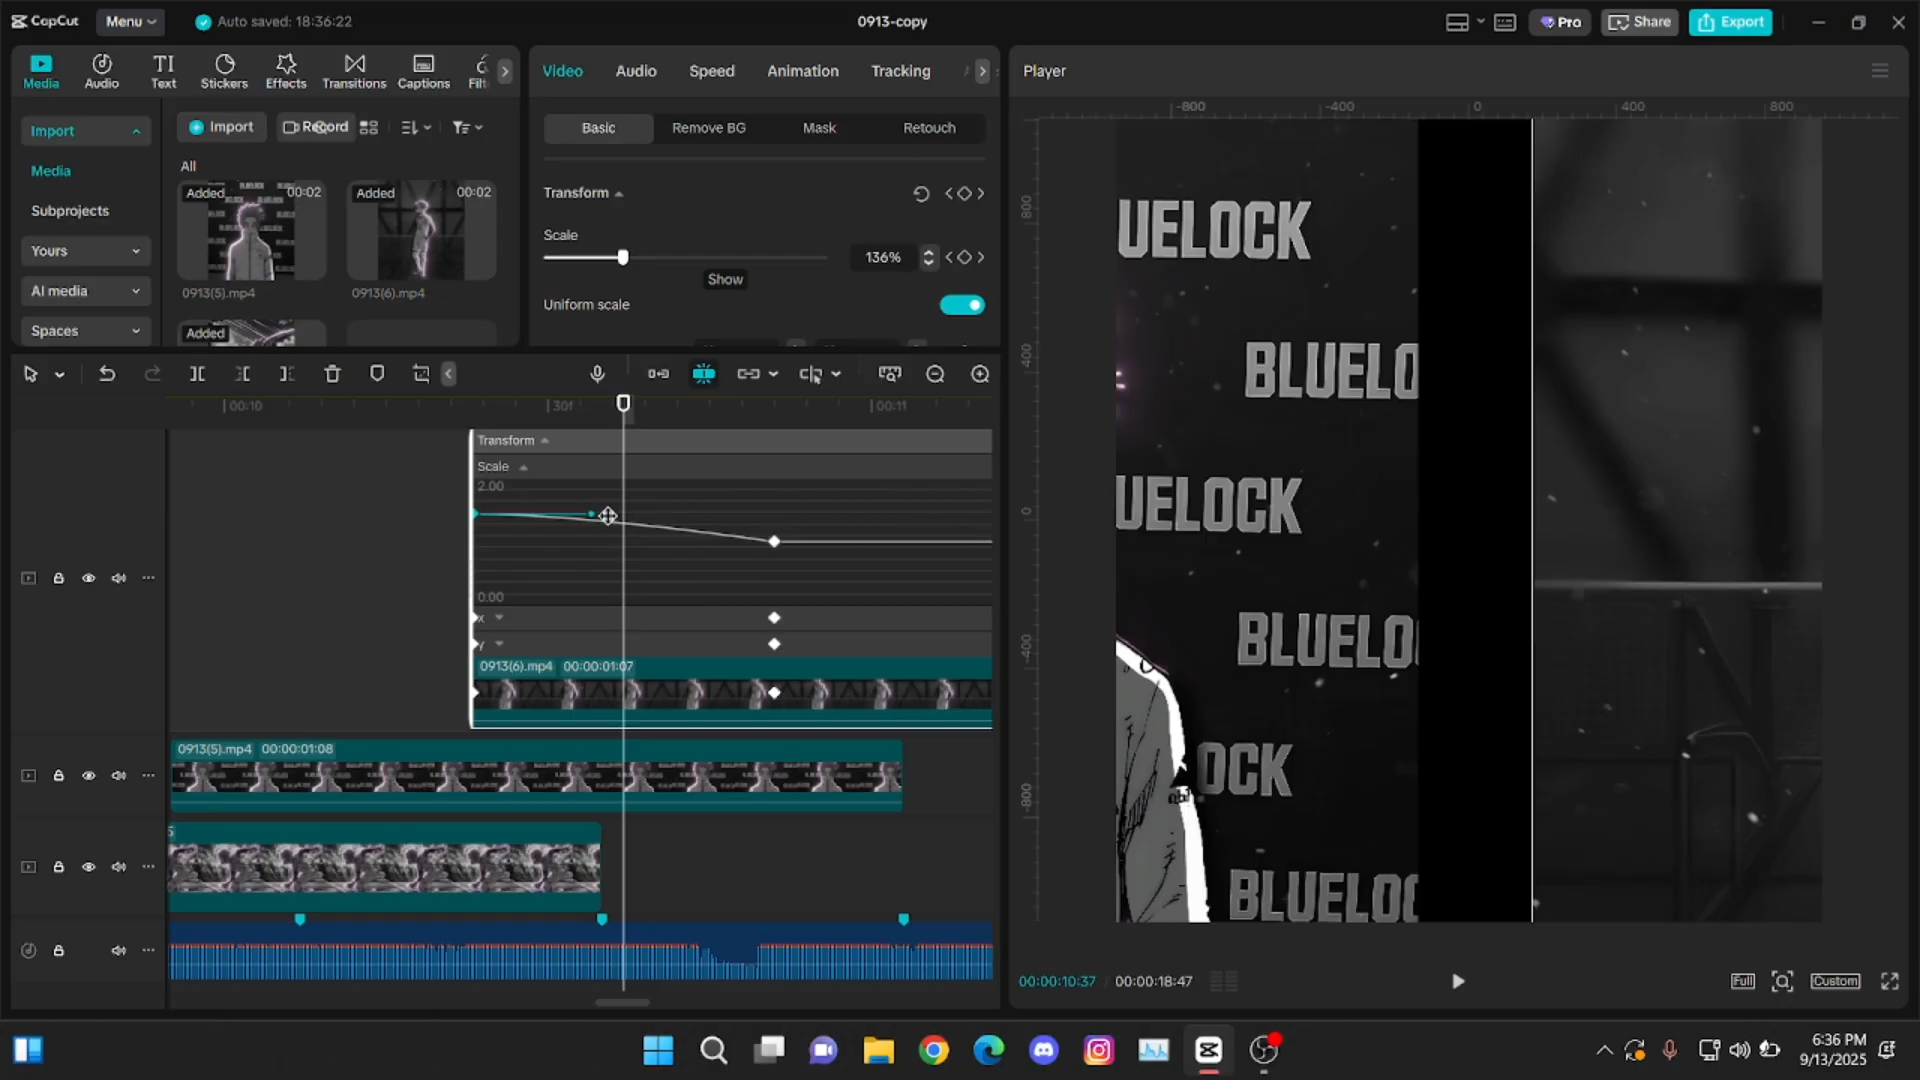 CapCut
Menu
Auto saved: 18:36:22
0913-copy
Pro
Share
Export
Media
Audio
Text
Stickers
Effects
Transitions
Captions
Import
Media
Subprojects
Yours
AI media
Spaces
Import
Record
All
Added 00:02
Added 00:02
0913(5).mp4
0913(6).mp4
Added
Video
Audio
Speed
Animation
Tracking
Basic
Remove BG
Mask
Retouch
Transform
Scale
136%
Show
Uniform scale
Player
-800
-400
0
400
800
800
400
0
-400
-800
UELOCK
BLUELO
UELOCK
BLUELO
OCK
BLUELOC
00:10
30f
00:11
Transform
Scale
2.00
0.00
x
y
0913(6).mp4 00:00:01:07
0913(5).mp4 00:00:01:08
00:00:10:37 / 00:00:18:47
Full
Custom
6:36 PM
9/13/2025